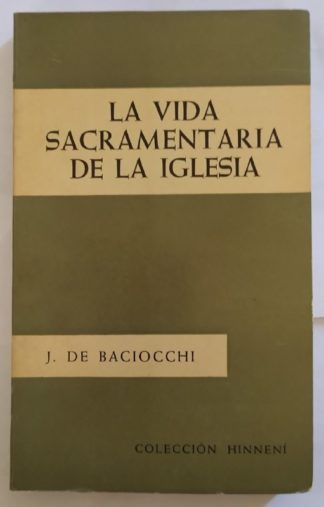 LA VIDA
SACRAMENTARIA
DE LA IGLESIA
J. DE BACIOCCHI
COLECCIÓN HINNENÍ